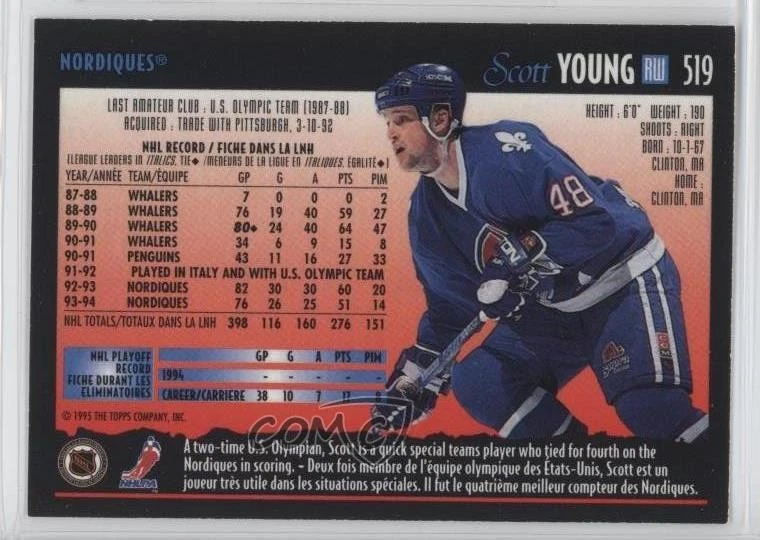 NORDIQUES®
Scott YOUNG RW 519
LAST AMATEUR CLUB : U.S. OLYMPIC TEAM (1987-88)
ACQUIRED : TRADE WITH PITTSBURGH, 3-10-92
HEIGHT : 6'0" WEIGHT : 190
SHOOTS : RIGHT
BORN : 10-1-67
CLINTON, MA
HOME :
CLINTON, MA
NHL RECORD / FICHE DANS LA LNH
(LEAGUE LEADERS IN ITALICS, TIE◆) /(MENEURS DE LA LIGUE EN ITALIQUES, ÉGALITÉ◆)
YEAR/ANNÉE TEAM/ÉQUIPE GP G A PTS PIM
87-88 WHALERS 7 0 0 0 2
88-89 WHALERS 76 19 40 59 27
89-90 WHALERS 80◆ 24 40 64 47
90-91 WHALERS 34 6 9 15 8
90-91 PENGUINS 43 11 16 27 33
91-92 PLAYED IN ITALY AND WITH U.S. OLYMPIC TEAM
92-93 NORDIQUES 82 30 30 60 20
93-94 NORDIQUES 76 26 25 51 14
NHL TOTALS/TOTAUX DANS LA LNH 398 116 160 276 151
48
NHL PLAYOFF
RECORD
FICHE DURANT LES
ÉLIMINATOIRES
GP G A PTS PIM
1994 - - - - -
CAREER/CARRIÈRE 38 10 7 17
© 1995 THE TOPPS COMPANY, INC.
COMC
NHL
NHLPA
A two-time U.S. Olympian, Scott is a quick special teams player who tied for fourth on the
Nordiques in scoring. – Deux fois membre de l'équipe olympique des États-Unis, Scott est un
joueur très utile dans les situations spéciales. Il fut le quatrième meilleur compteur des Nordiques.